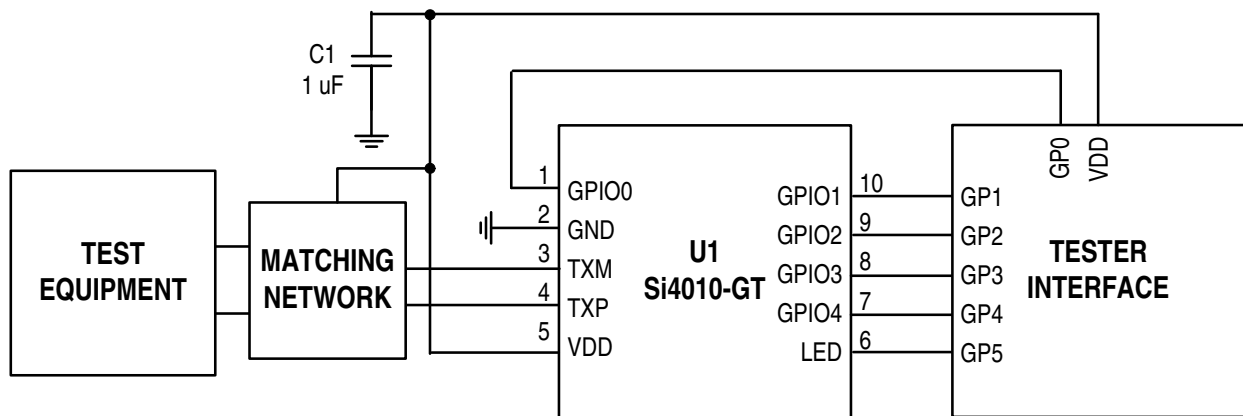 C1
1 uF
GP0
VDD
TEST
EQUIPMENT
MATCHING
NETWORK
1
2
3
4
5
GPIO0
GND
TXM
TXP
VDD
U1
Si4010-GT
GPIO1
GPIO2
GPIO3
GPIO4
LED
10
9
8
7
6
GP1
GP2
GP3
GP4
GP5
TESTER
INTERFACE